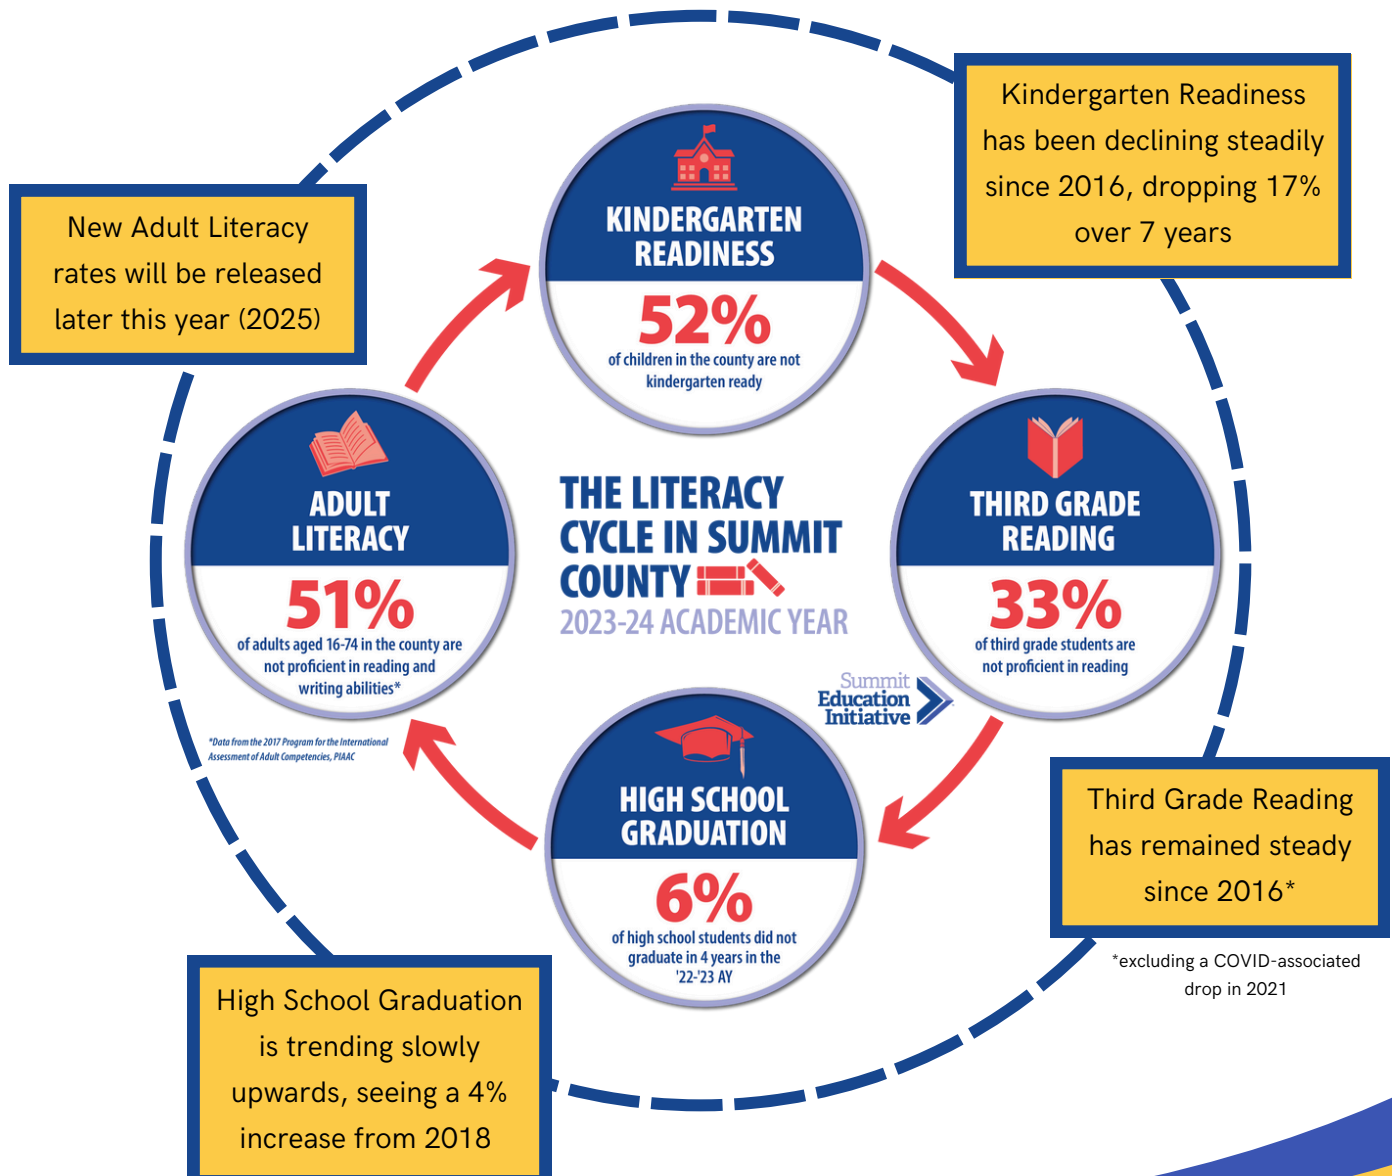 Kindergarten Readiness
has been declining steadily
since 2016, dropping 17%
over 7 years
New Adult Literacy
rates will be released
later this year (2025)
KINDERGARTEN
READINESS
52%
of children in the county are not
kindergarten ready
ADULT
LITERACY
51%
of adults aged 16-74 in the county are
not proficient in reading and
writing abilities*
*Data from the 2017 Program for the International
Assessment of Adult Competencies, PIAAC
THE LITERACY
CYCLE IN SUMMIT
COUNTY
2023-24 ACADEMIC YEAR
THIRD GRADE
READING
33%
of third grade students are
not proficient in reading
Summit
Education
Initiative
HIGH SCHOOL
GRADUATION
6%
of high school students did not
graduate in 4 years in the
'22-'23 AY
Third Grade Reading
has remained steady
since 2016*
*excluding a COVID-associated
drop in 2021
High School Graduation
is trending slowly
upwards, seeing a 4%
increase from 2018